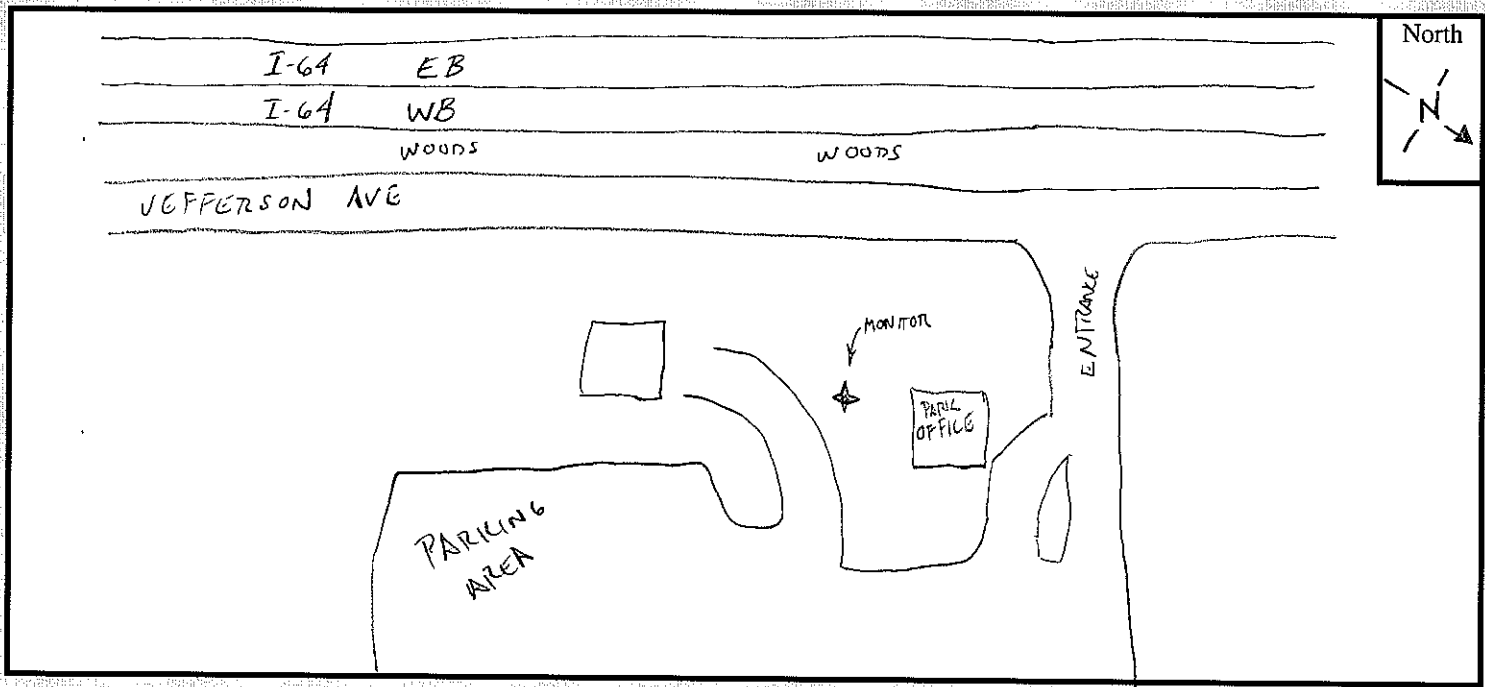 North
N
I-64 EB
I-64 WB
WOODS WOODS
JEFFERSON AVE
ENTRANCE
MONITOR
PARK
OFFICE
PARKING
AREA